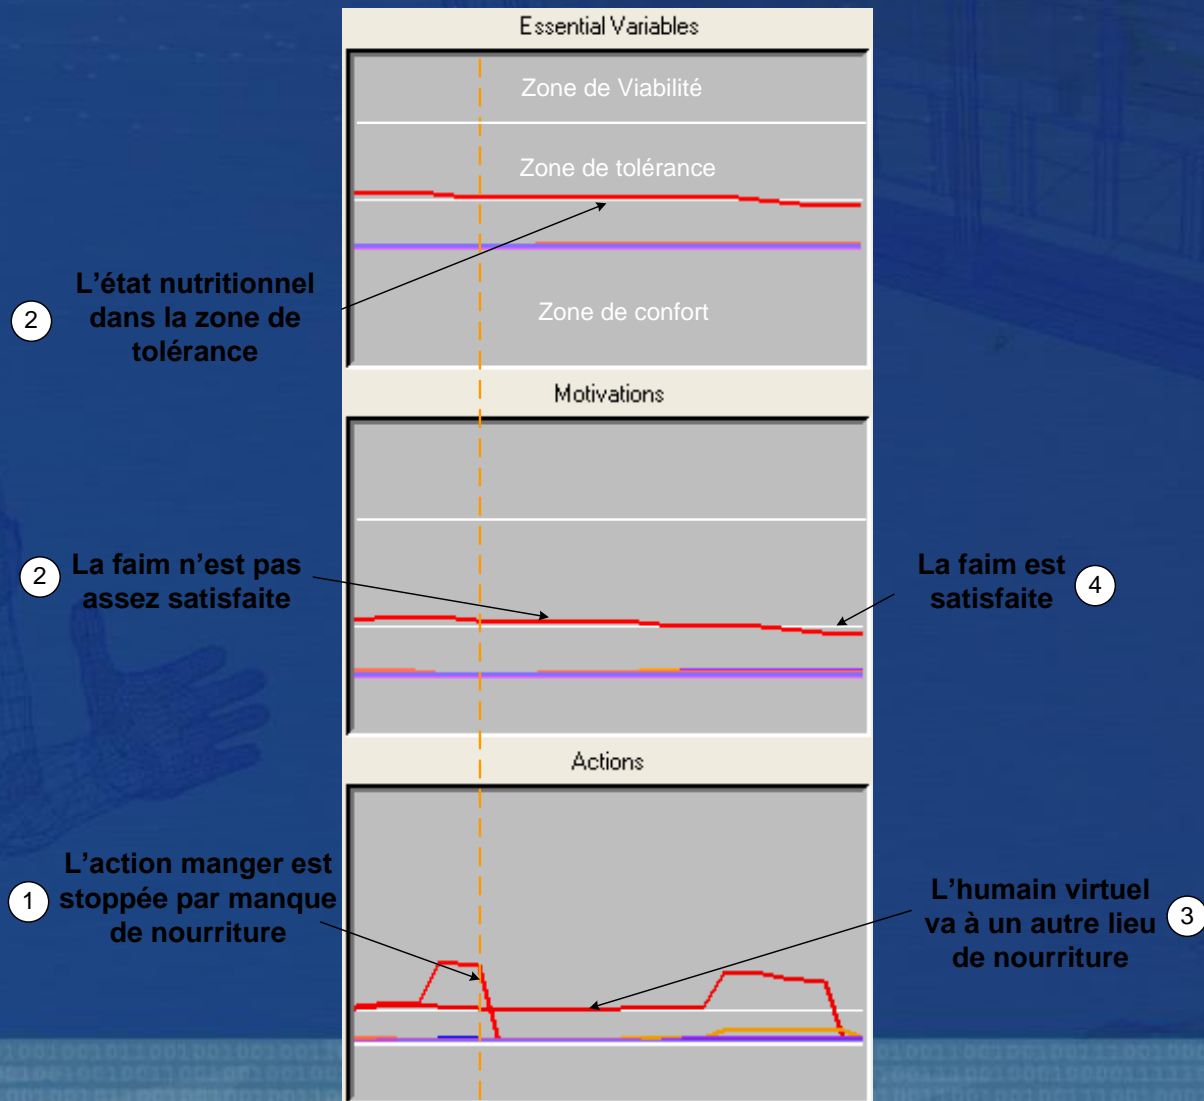 Essential Variables
Zone de Viabilité
Zone de tolérance
Zone de confort
2
L'état nutritionnel
dans la zone de
tolérance
Motivations
2
La faim n'est pas
assez satisfaite
La faim est
satisfaite
4
Actions
1
L'action manger est
stoppée par manque
de nourriture
L'humain virtuel
va à un autre lieu
de nourriture
3